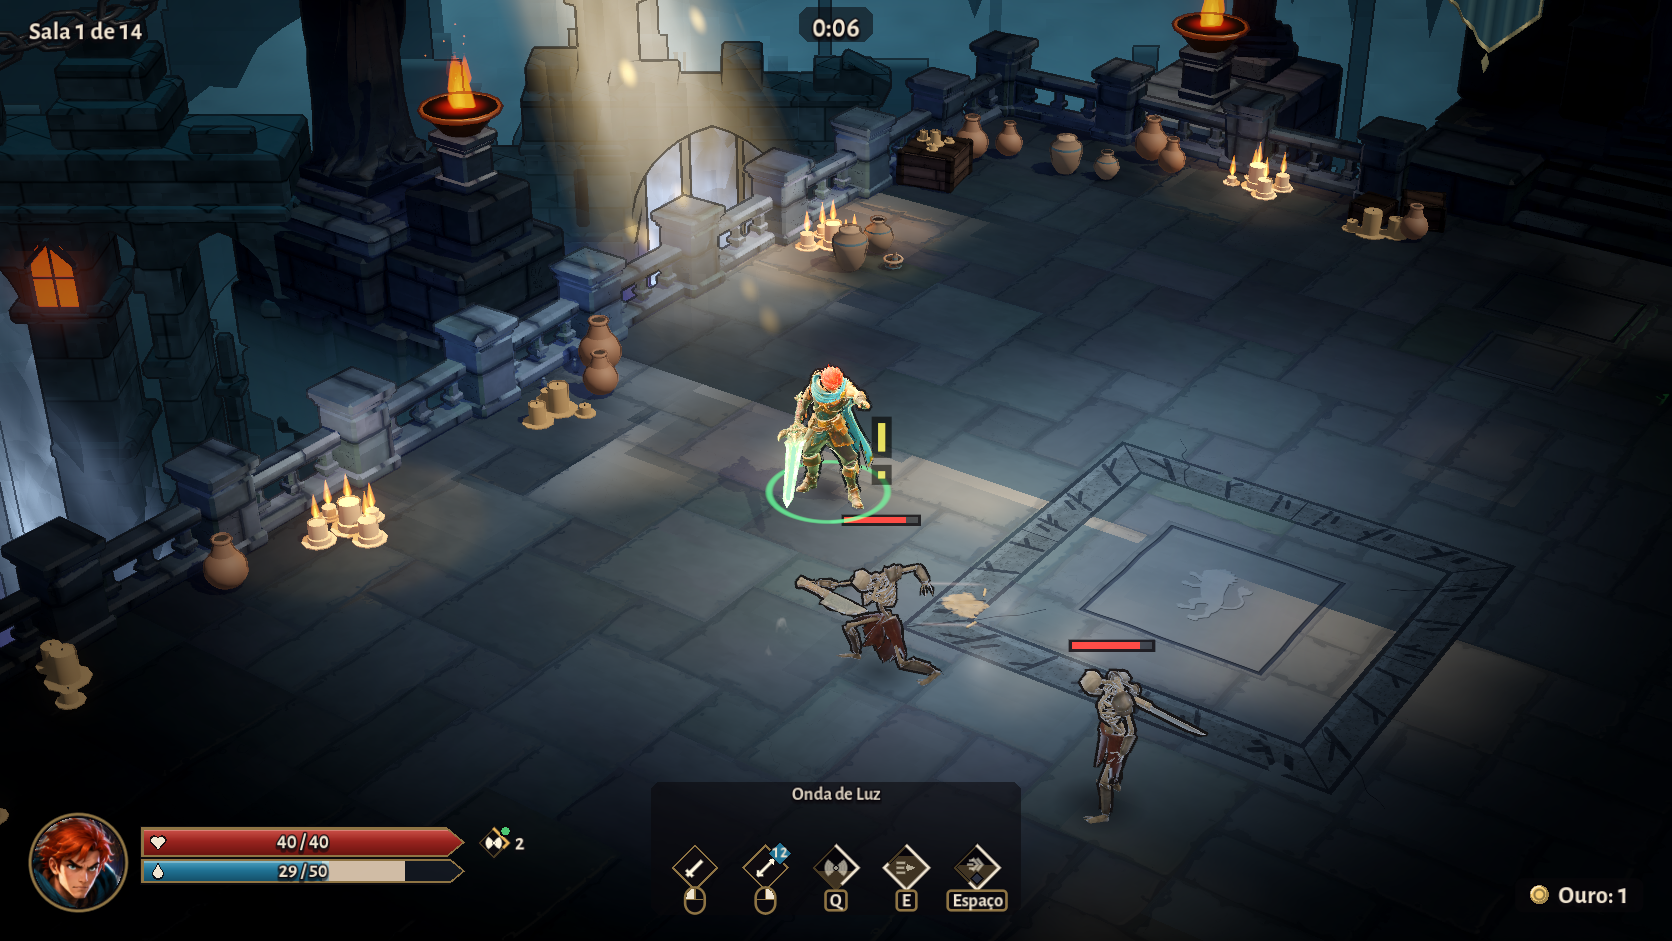 Sala 1 de 14
0:06
Onda de Luz
40/40
2
29/50
12
Q
E
Espaço
Ouro: 1